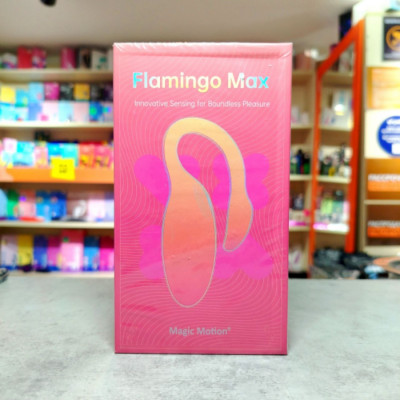 Flamingo Max
Innovative Sensing for Boundless Pleasure
Magic Motion®